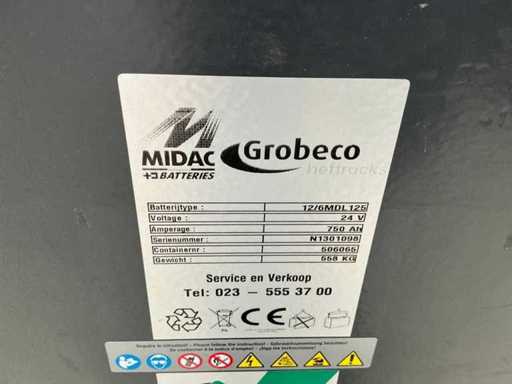 MIDAC
BATTERIES
Grobeco
heftrucks
Batterijtype : 12/6MDL125
Voltage : 24 V
Amperage : 750 Ah
Serienummer : N1301098
Containernr : 506065
Gewicht : 558 KG
Service en Verkoop
Tel: 023 – 555 37 00
Pb